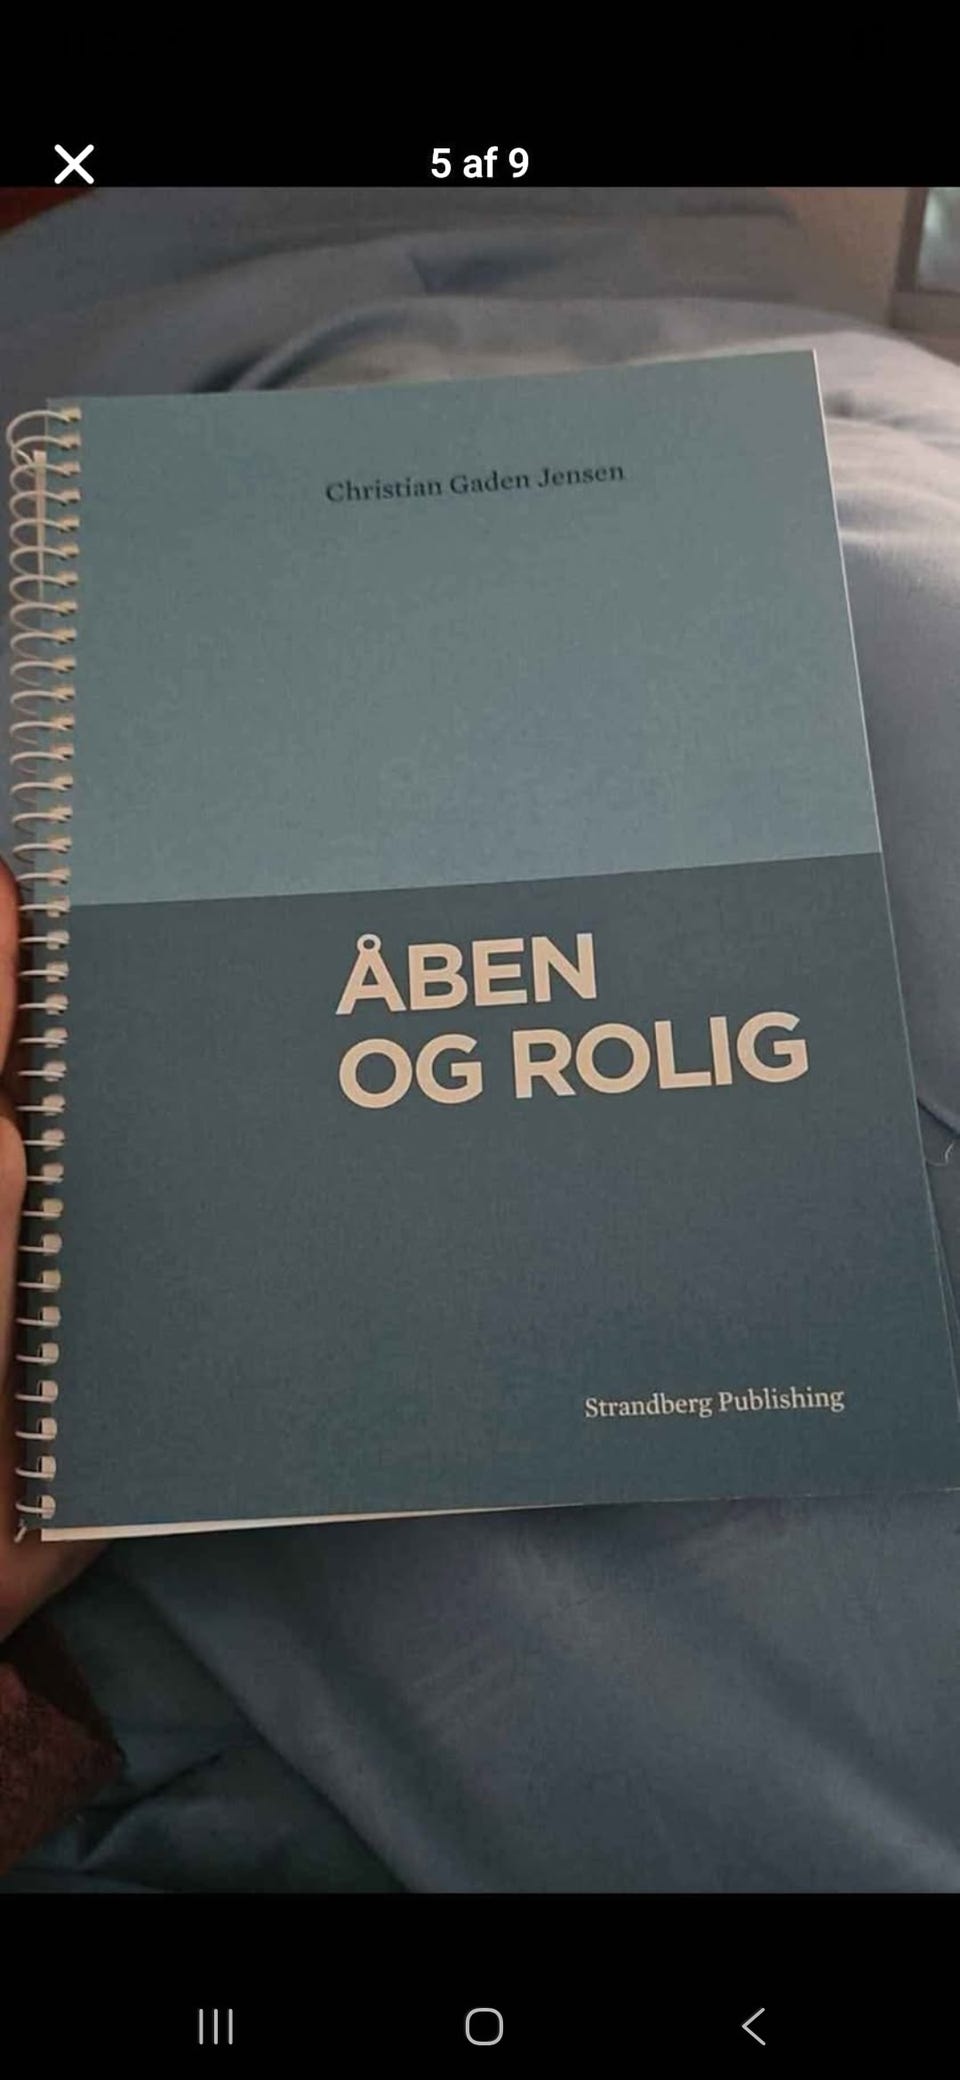 5 af 9
Christian Gaden Jensen
ÅBEN
OG ROLIG
Strandberg Publishing